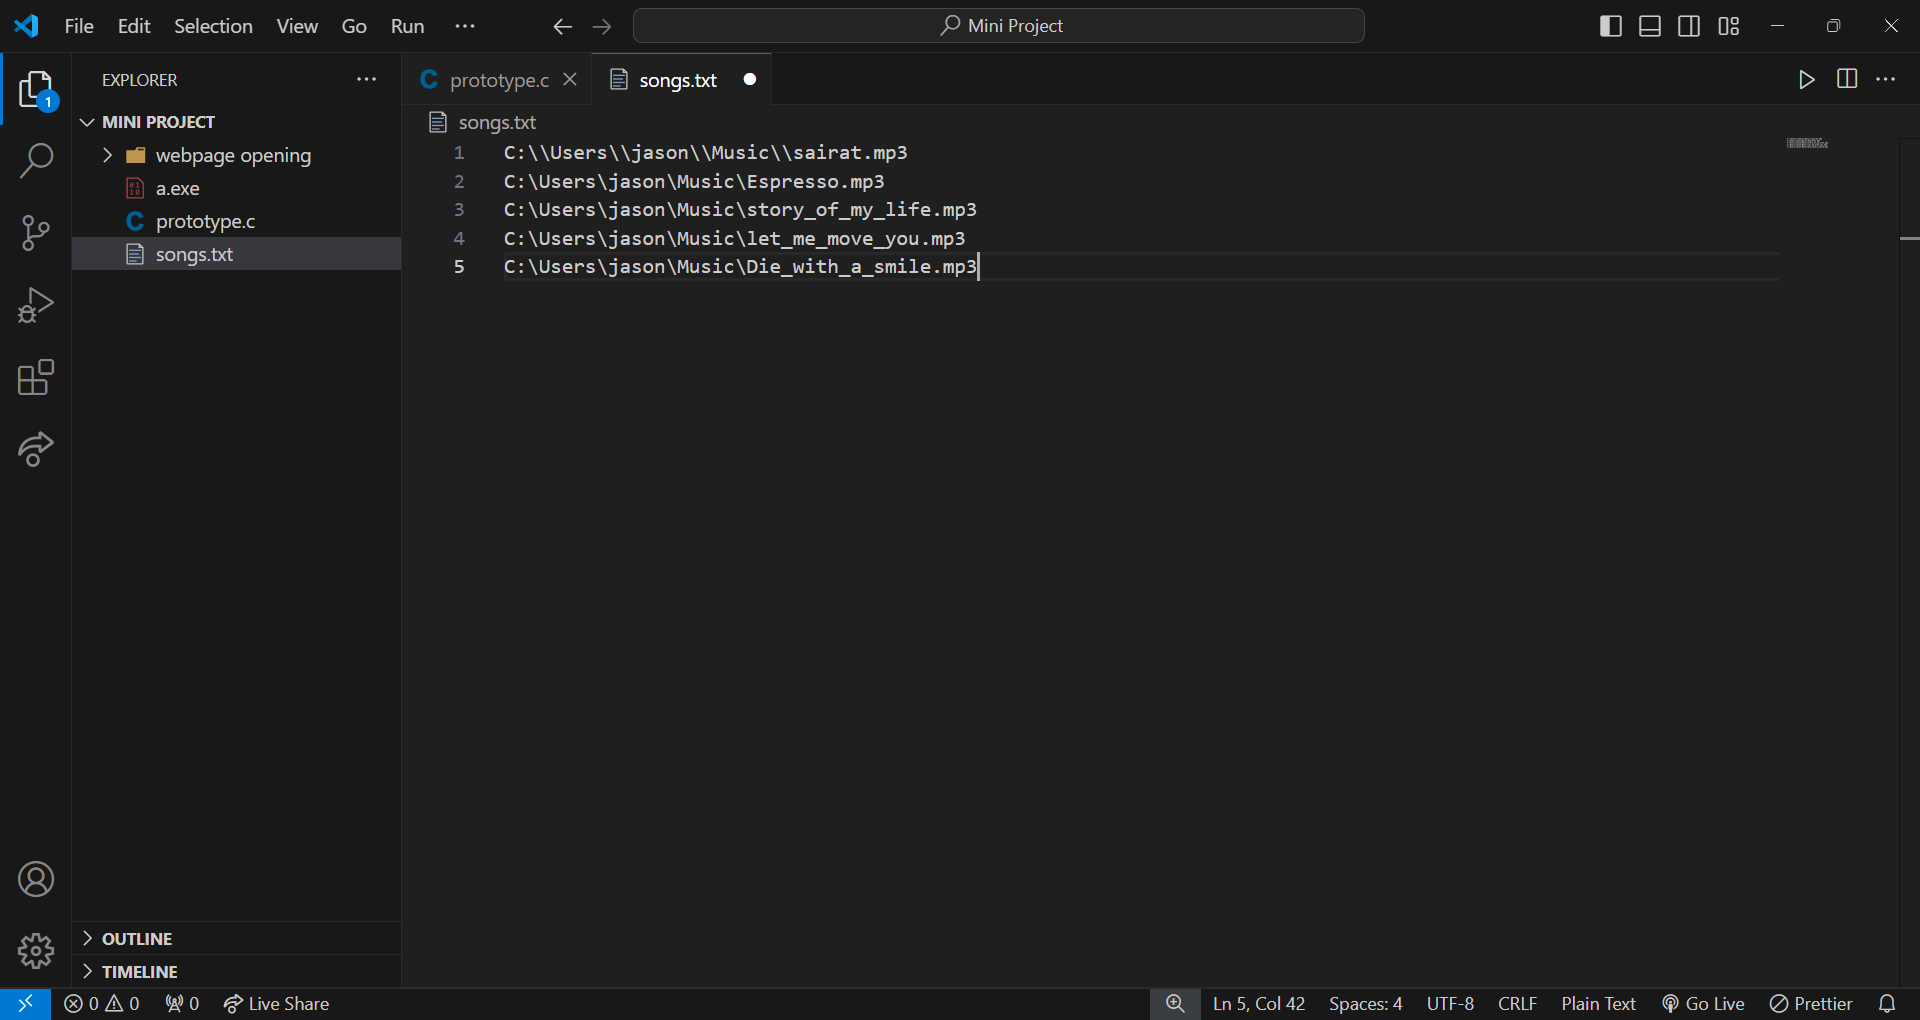 File Edit Selection View Go Run ··· Mini Project
EXPLORER ···
MINI PROJECT
webpage opening
a.exe
prototype.c
songs.txt
1
OUTLINE
TIMELINE
prototype.c songs.txt
songs.txt
1 C:\\Users\\jason\\Music\\sairat.mp3
2 C:\Users\jason\Music\Espresso.mp3
3 C:\Users\jason\Music\story_of_my_life.mp3
4 C:\Users\jason\Music\let_me_move_you.mp3
5 C:\Users\jason\Music\Die_with_a_smile.mp3
0 0 0 Live Share Ln 5, Col 42 Spaces: 4 UTF-8 CRLF Plain Text Go Live Prettier